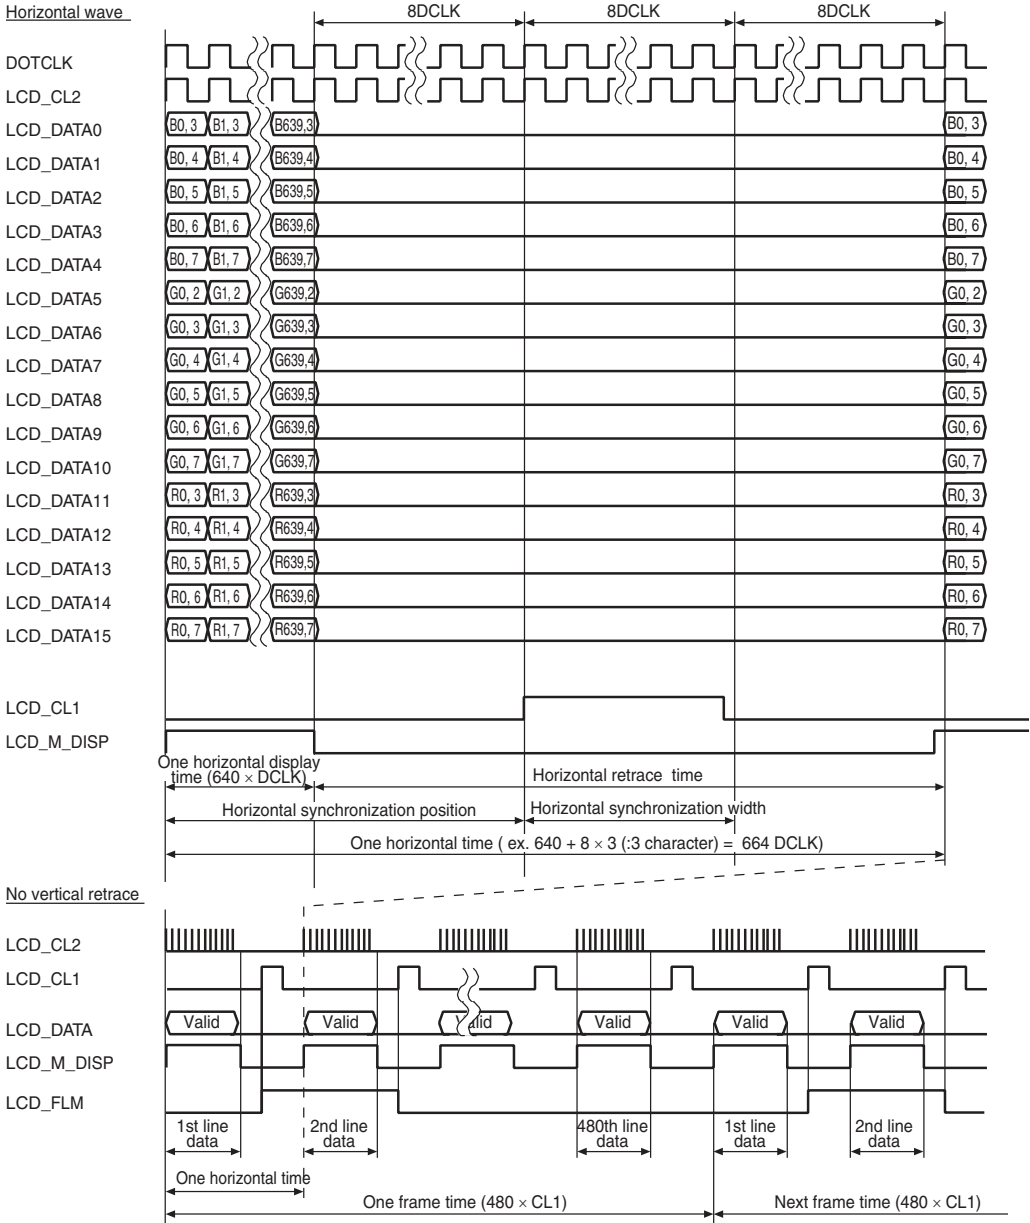 Horizontal wave
8DCLK 8DCLK 8DCLK
DOTCLK
LCD_CL2
LCD_DATA0 B0, 3 B1, 3 B639,3 B0, 3
LCD_DATA1 B0, 4 B1, 4 B639,4 B0, 4
LCD_DATA2 B0, 5 B1, 5 B639,5 B0, 5
LCD_DATA3 B0, 6 B1, 6 B639,6 B0, 6
LCD_DATA4 B0, 7 B1, 7 B639,7 B0, 7
LCD_DATA5 G0, 2 G1, 2 G639,2 G0, 2
LCD_DATA6 G0, 3 G1, 3 G639,3 G0, 3
LCD_DATA7 G0, 4 G1, 4 G639,4 G0, 4
LCD_DATA8 G0, 5 G1, 5 G639,5 G0, 5
LCD_DATA9 G0, 6 G1, 6 G639,6 G0, 6
LCD_DATA10 G0, 7 G1, 7 G639,7 G0, 7
LCD_DATA11 R0, 3 R1, 3 R639,3 R0, 3
LCD_DATA12 R0, 4 R1, 4 R639,4 R0, 4
LCD_DATA13 R0, 5 R1, 5 R639,5 R0, 5
LCD_DATA14 R0, 6 R1, 6 R639,6 R0, 6
LCD_DATA15 R0, 7 R1, 7 R639,7 R0, 7
LCD_CL1
LCD_M_DISP
One horizontal display
time (640 × DCLK)
Horizontal retrace time
Horizontal synchronization position
Horizontal synchronization width
One horizontal time ( ex. 640 + 8 × 3 (:3 character) = 664 DCLK)
No vertical retrace
LCD_CL2
LCD_CL1
LCD_DATA Valid Valid Valid Valid Valid Valid
LCD_M_DISP
LCD_FLM
1st line
data
2nd line
data
480th line
data
1st line
data
2nd line
data
One horizontal time
One frame time (480 × CL1)
Next frame time (480 × CL1)